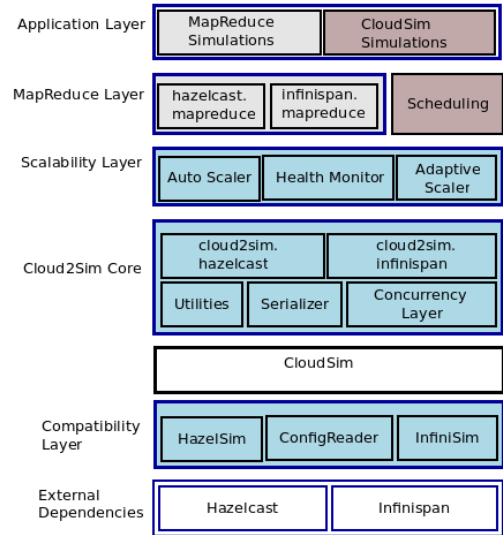 Application Layer
MapReduce
Simulations
CloudSim
Simulations
MapReduce Layer
hazelcast.
mapreduce
infinispan.
mapreduce
Scheduling
Scalability Layer
Auto Scaler
Health Monitor
Adaptive
Scaler
Cloud2Sim Core
cloud2sim.
hazelcast
cloud2sim.
infinispan
Utilities
Serializer
Concurrency
Layer
CloudSim
Compatibility
Layer
HazelSim
ConfigReader
InfiniSim
External
Dependencies
Hazelcast
Infinispan